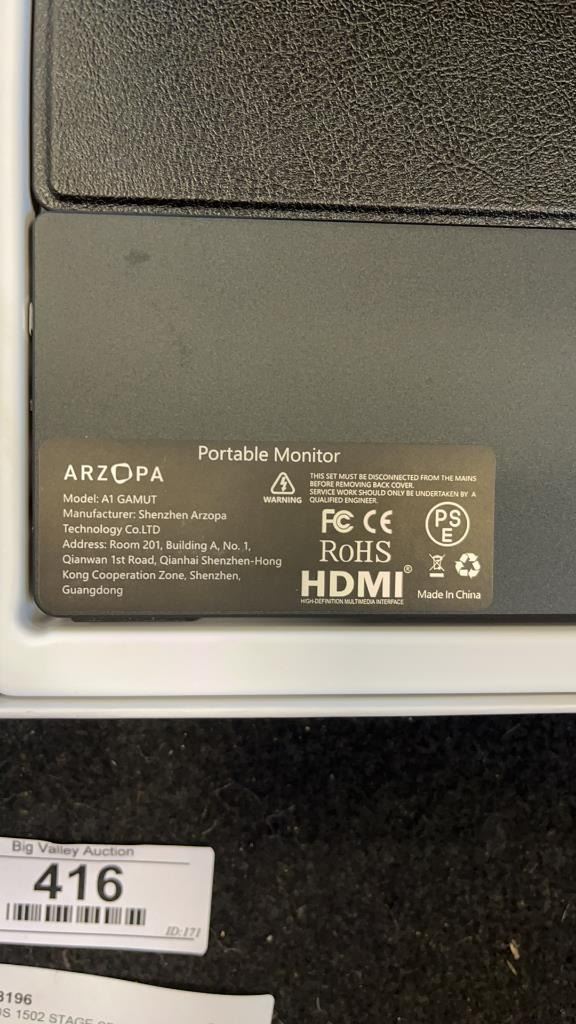 Portable Monitor
ARZOPA
Model: A1 GAMUT
Manufacturer: Shenzhen Arzopa
Technology Co.LTD
Address: Room 201, Building A, No. 1,
Qianwan 1st Road, Qianhai Shenzhen-Hong
Kong Cooperation Zone, Shenzhen,
Guangdong
WARNING
THIS SET MUST BE DISCONNECTED FROM THE MAINS
BEFORE REMOVING BACK COVER.
SERVICE WORK SHOULD ONLY BE UNDERTAKEN BY A
QUALIFIED ENGINEER.
FC CE
PS
E
RoHS
HDMI®
HIGH-DEFINITION MULTIMEDIA INTERFACE
Made In China
Big Valley Auction
416
ID:171
3196
1502 STAGE